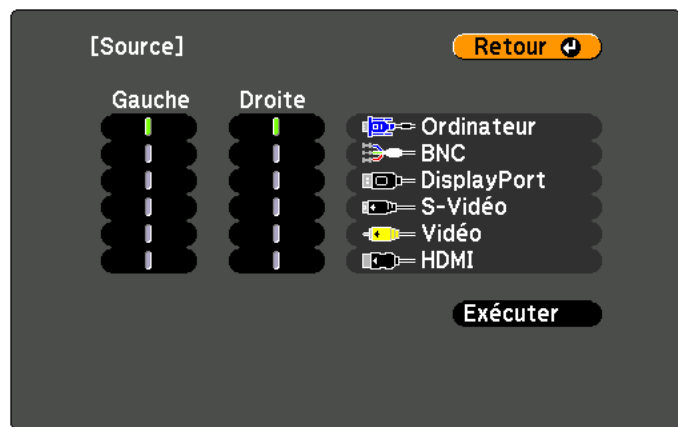 [Source] Retour
Gauche Droite
Ordinateur
BNC
DisplayPort
S-Vidéo
Vidéo
HDMI
Exécuter